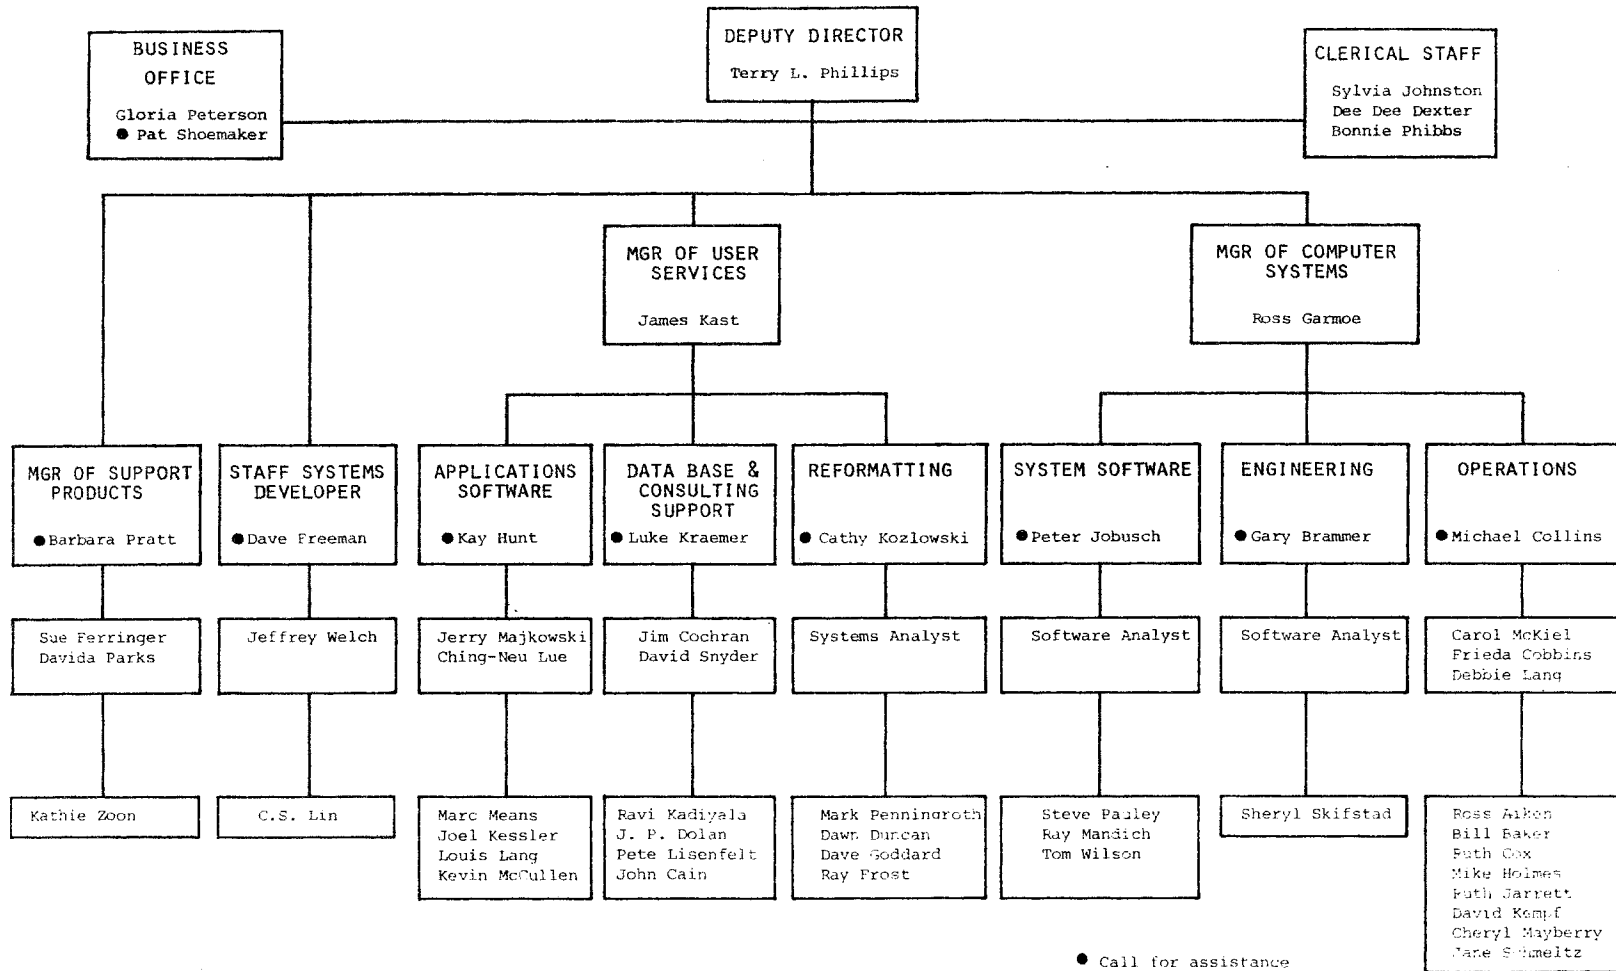 BUSINESS
OFFICE
Gloria Peterson
● Pat Shoemaker
DEPUTY DIRECTOR
Terry L. Phillips
CLERICAL STAFF
Sylvia Johnston
Dee Dee Dexter
Bonnie Phibbs
MGR OF USER
SERVICES
James Kast
MGR OF COMPUTER
SYSTEMS
Ross Garmoe
MGR OF SUPPORT
PRODUCTS
● Barbara Pratt
STAFF SYSTEMS
DEVELOPER
● Dave Freeman
APPLICATIONS
SOFTWARE
● Kay Hunt
DATA BASE &
CONSULTING
SUPPORT
● Luke Kraemer
REFORMATTING
● Cathy Kozlowski
SYSTEM SOFTWARE
● Peter Jobusch
ENGINEERING
● Gary Brammer
OPERATIONS
● Michael Collins
Sue Ferringer
Davida Parks
Jeffrey Welch
Jerry Majkowski
Ching-Neu Lue
Jim Cochran
David Snyder
Systems Analyst
Software Analyst
Software Analyst
Carol McKiel
Frieda Cobbins
Debbie Lang
Kathie Zoon
C.S. Lin
Marc Means
Joel Kessler
Louis Lang
Kevin McCullen
Ravi Kadiyala
J. P. Dolan
Pete Lisenfelt
John Cain
Mark Penningroth
Dawn Duncan
Dave Goddard
Ray Frost
Steve Pauley
Ray Mandich
Tom Wilson
Sheryl Skifstad
Ross Aiken
Bill Baker
Ruth Cox
Mike Holmes
Ruth Jarrett
David Kempf
Cheryl Mayberry
Jane Schmeltz
● Call for assistance